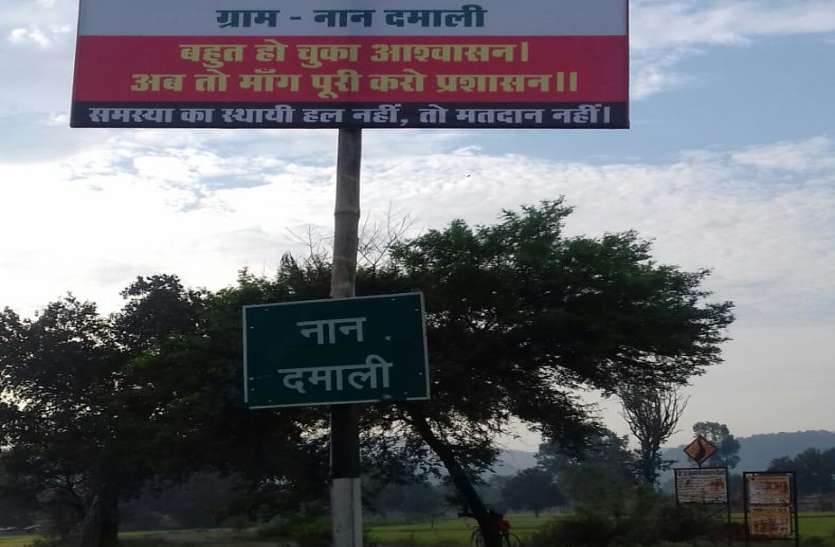 ग्राम - नान दमाली
बहुत हो चुका आश्वासन।
अब तो माँग पूरी करो प्रशासन।।
समस्या का स्थायी हल नहीं, तो मतदान नहीं।
नान
दमाली